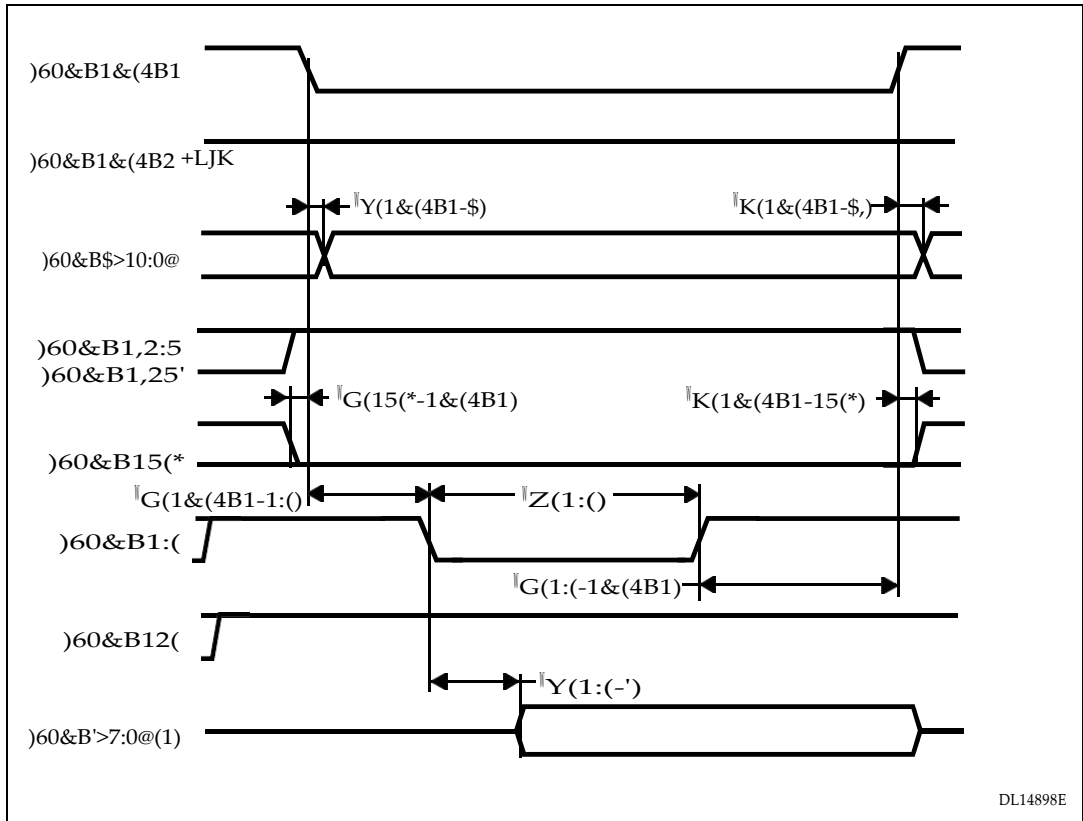 )60&B1&(4B1
)60&B1&(4B2 +LJK
Y(1&(4B1-$)
K(1&(4B1-$,)
)60&B$>10:0@
)60&B1,2:5
)60&B1,25'
G(15(*-1&(4B1)
K(1&(4B1-15(*)
)60&B15(*
G(1&(4B1-1:()
Z(1:()
)60&B1:(
G(1:(-1&(4B1)
)60&B12(
Y(1:(-')
)60&B'>7:0@(1)
DL14898E